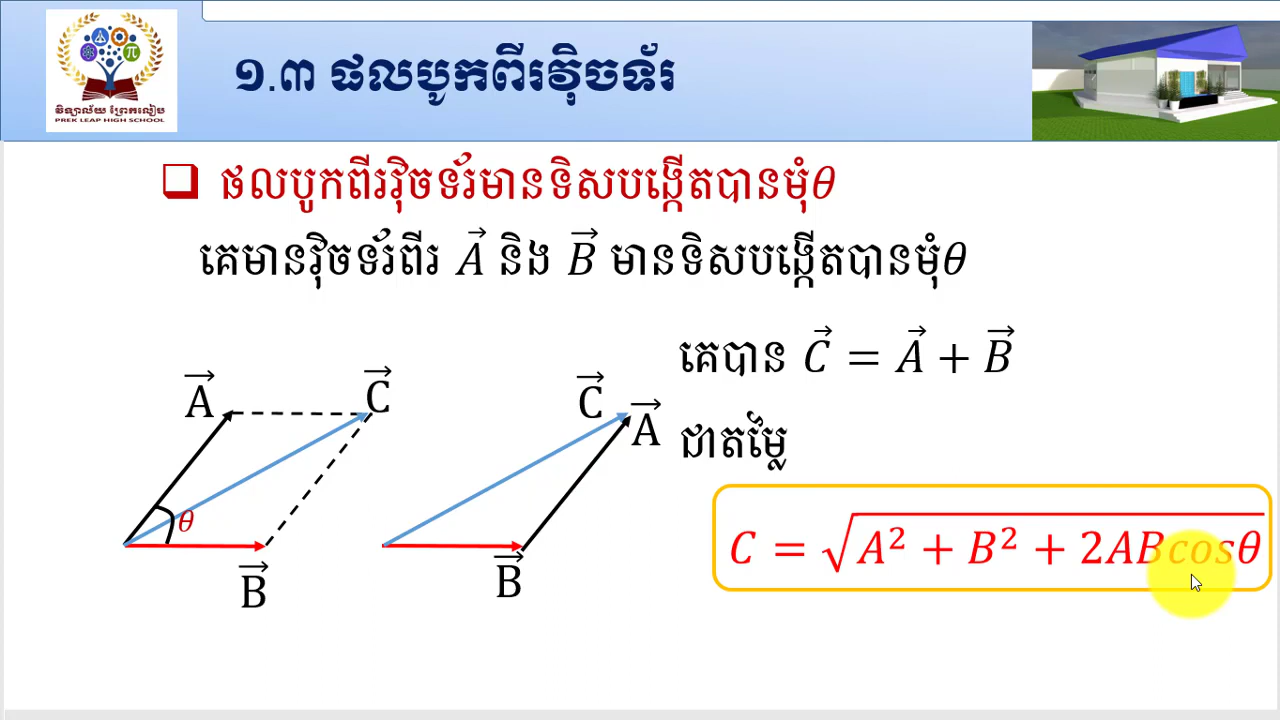 ១.៣ ផលបូកពីរវ៉ិចទ័រ
វិទ្យាល័យ ព្រែកលៀប
PREK LEAP HIGH SCHOOL
ផលបូកពីរវ៉ិចទ័រមានទិសបង្កើតបានមុំθ
គេមានវ៉ិចទ័រពីរ A⃗ និង B⃗ មានទិសបង្កើតបានមុំθ
គេបាន C⃗ = A⃗ + B⃗
ជាតម្លៃ
C = √(A² + B² + 2ABcosθ)
A⃗
C⃗
θ
B⃗
C⃗
A⃗
B⃗